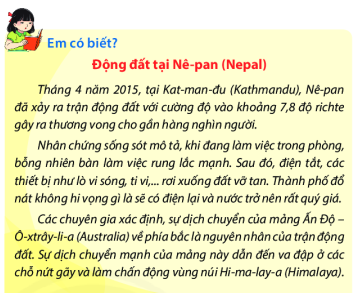 Em có biết?
Động đất tại Nê-pan (Nepal)
Tháng 4 năm 2015, tại Kat-man-đu (Kathmandu), Nê-pan
đã xảy ra trận động đất với cường độ vào khoảng 7,8 độ richte
gây ra thương vong cho gần hàng nghìn người.
Nhân chứng sống sót mô tả, khi đang làm việc trong phòng,
bỗng nhiên bàn làm việc rung lắc mạnh. Sau đó, điện tắt, các
thiết bị như lò vi sóng, ti vi,... rơi xuống đất vỡ tan. Thành phố đổ
nát không hi vọng gì là sẽ có điện lại và nước trở nên rất quý giá.
Các chuyên gia xác định, sự dịch chuyển của mảng Ấn Độ –
Ô-xtrây-li-a (Australia) về phía bắc là nguyên nhân của trận động
đất. Sự dịch chuyển mạnh của mảng này dẫn đến va đập ở các
chỗ nứt gãy và làm chấn động vùng núi Hi-ma-lay-a (Himalaya).